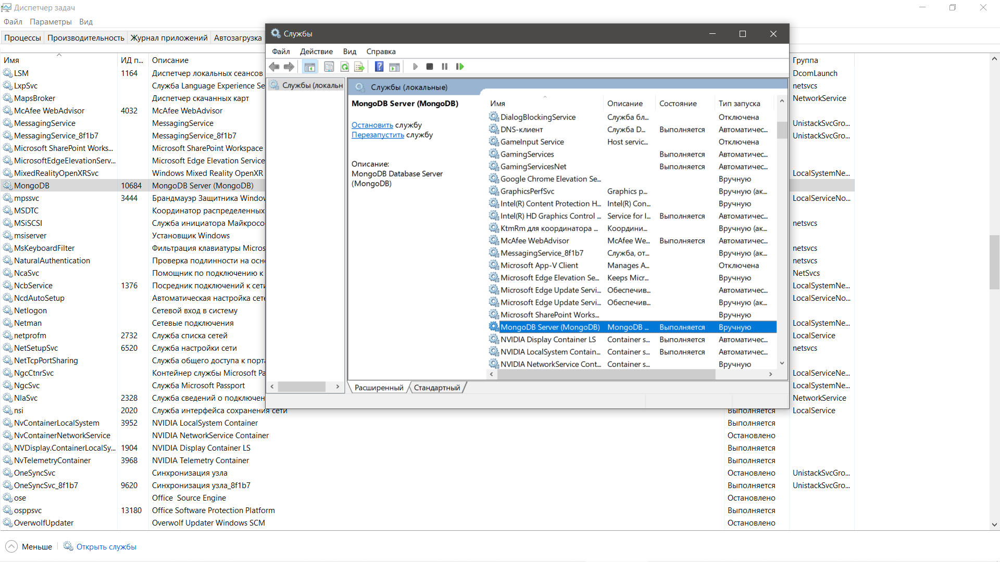 Диспетчер задач
Файл Параметры Вид
Процессы Производительность Журнал приложений Автозагрузка
Имя ИД п... Описание Группа
LSM 1164 Диспетчер локальных сеансов DcomLaunch
LxpSvc Служба Language Experience Se netsvcs
MapsBroker Диспетчер скачанных карт NetworkService
McAfee WebAdvisor 4032 McAfee WebAdvisor
MessagingService MessagingService UnistackSvcGro...
MessagingService_8f1b7 MessagingService_8f1b7 UnistackSvcGro...
Microsoft SharePoint Works... Microsoft SharePoint Workspace
MicrosoftEdgeElevationServ... Microsoft Edge Elevation Service
MixedRealityOpenXRSvc Windows Mixed Reality OpenXR LocalSystemNe...
MongoDB 10684 MongoDB Server (MongoDB)
mpssvc 3444 Брандмауэр Защитника Windo LocalServiceNo...
MSDTC Координатор распределенных
MSiSCSI Служба инициатора Майкросо netsvcs
msiserver Установщик Windows
MsKeyboardFilter Фильтрация клавиатуры Micros netsvcs
NaturalAuthentication Проверка подлинности на осн netsvcs
NcaSvc Помощник по подключению к NetSvcs
NcbService 1376 Посредник подключений к сети LocalSystemNe...
NcdAutoSetup Автоматическая настройка сете LocalServiceNo...
Netlogon Сетевой вход в систему
Netman Сетевые подключения LocalSystemNe...
netprofm 2732 Служба списка сетей LocalService
NetSetupSvc 6520 Служба настройки сети netsvcs
NetTcpPortSharing Служба общего доступа к порта
NgcCtnrSvc Контейнер службы Microsoft Pa LocalServiceNe...
NgcSvc Служба Microsoft Passport LocalSystemNe...
NlaSvc 2328 Служба сведений о подключен NetworkService
nsi 2020 Служба интерфейса сохранения сети Выполняется LocalService
NvContainerLocalSystem 3952 NVIDIA LocalSystem Container Выполняется
NvContainerNetworkService NVIDIA NetworkService Container Остановлено
NVDisplay.ContainerLocalSy... 1904 NVIDIA Display Container LS Выполняется
NvTelemetryContainer 3968 NVIDIA Telemetry Container Выполняется
OneSyncSvc Синхронизация узла Остановлено UnistackSvcGro...
OneSyncSvc_8f1b7 9620 Синхронизация узла_8f1b7 Выполняется UnistackSvcGro...
ose Office Source Engine Остановлено
osppsvc 13180 Office Software Protection Platform Выполняется
OverwolfUpdater Overwolf Updater Windows SCM Остановлено
Меньше Открыть службы
Службы
Файл Действие Вид Справка
Службы (локальн
Службы (локальные)
MongoDB Server (MongoDB)
Остановить службу
Перезапустить службу
Описание:
MongoDB Database Server
(MongoDB)
Имя Описание Состояние Тип запуска
DialogBlockingService Служба бл... Отключена
DNS-клиент Служба D... Выполняется Автоматичес...
GameInput Service Host servic... Отключена
GamingServices Выполняется Автоматичес...
GamingServicesNet Выполняется Автоматичес...
Google Chrome Elevation Se... Вручную
GraphicsPerfSvc Graphics p... Вручную (ак...
Intel(R) Content Protection H... Intel(R) Con... Вручную
Intel(R) HD Graphics Control ... Service for I... Выполняется Автоматичес...
KtmRm для координатора ... Координи... Вручную (ак...
McAfee WebAdvisor McAfee We... Выполняется Автоматичес...
MessagingService_8f1b7 Служба, от... Вручную (ак...
Microsoft App-V Client Manages A... Отключена
Microsoft Edge Elevation Se... Keeps Micr... Вручную
Microsoft Edge Update Servi... Обеспечив... Автоматичес...
Microsoft Edge Update Servi... Обеспечив... Вручную (ак...
Microsoft SharePoint Works... Вручную
MongoDB Server (MongoDB) MongoDB ... Выполняется Вручную
NVIDIA Display Container LS Container s... Выполняется Автоматичес...
NVIDIA LocalSystem Contain... Container s... Выполняется Автоматичес...
NVIDIA NetworkService Cont... Container s... Вручную
Расширенный Стандартный